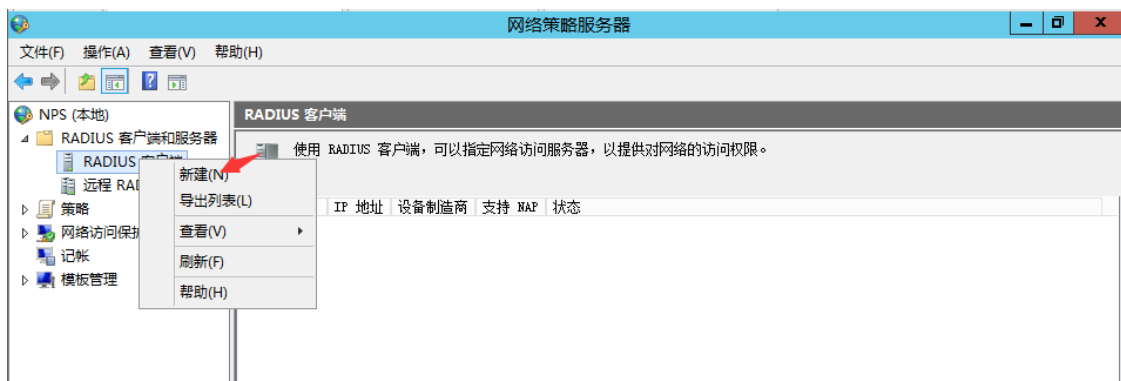 网络策略服务器
文件(F) 操作(A) 查看(V) 帮助(H)
NPS (本地)
RADIUS 客户端和服务器
RADIUS
远程
策略
网络访问保护
记帐
模板管理
新建(N)
导出列表(L)
查看(V)
刷新(F)
帮助(H)
RADIUS 客户端
使用 RADIUS 客户端，可以指定网络访问服务器，以提供对网络的访问权限。
IP 地址 设备制造商 支持 NAP 状态